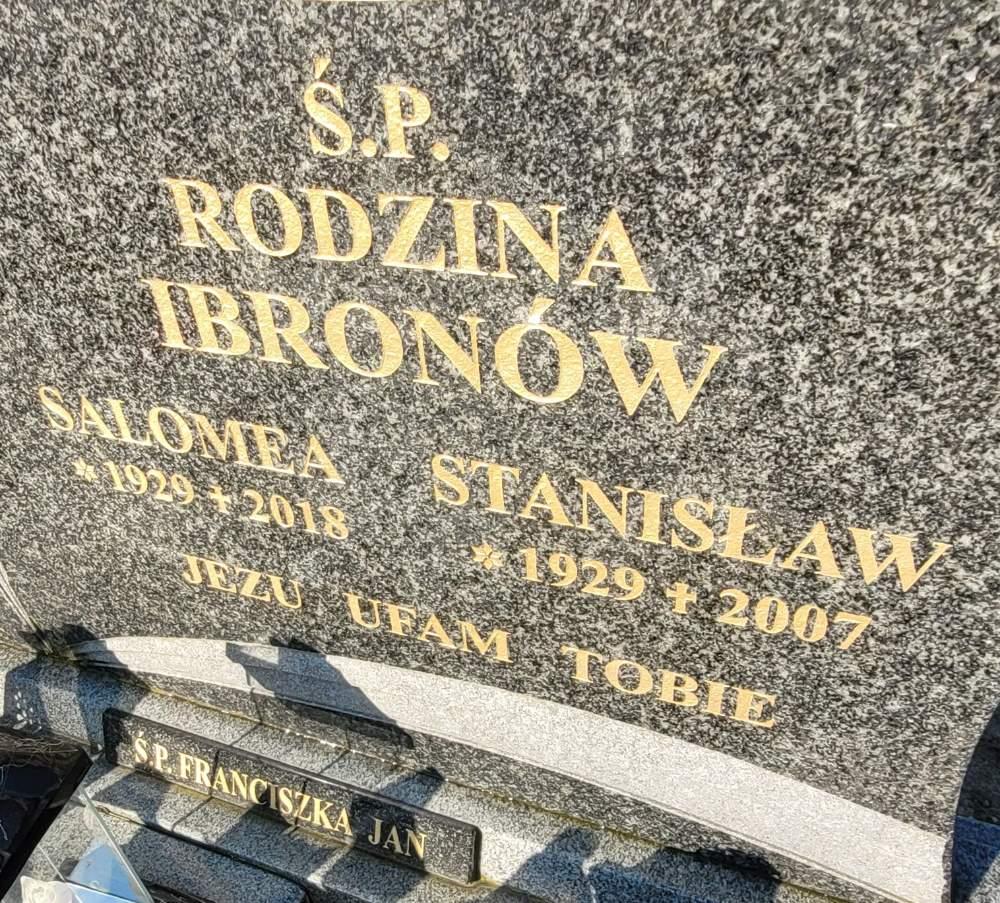 Ś.P.
RODZINA
IBRONÓW
SALOMEA
* 1929 + 2018
STANISŁAW
* 1929 + 2007
JEZU UFAM TOBIE
Ś.P. FRANCISZKA JAN